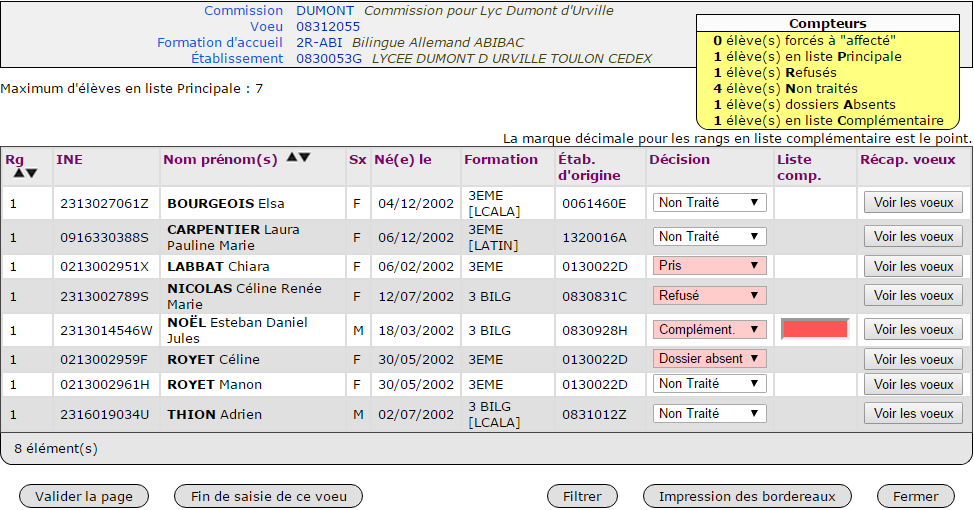 Commission DUMONT Commission pour Lyc Dumont d'Urville
Voeu 08312055
Formation d'accueil 2R-ABI Bilingue Allemand ABIBAC
Établissement 0830053G LYCEE DUMONT D URVILLE TOULON CEDEX
Compteurs
0 élève(s) forcés à "affecté"
1 élève(s) en liste Principale
1 élève(s) Refusés
4 élève(s) Non traités
1 élève(s) dossiers Absents
1 élève(s) en liste Complémentaire
Maximum d'élèves en liste Principale : 7
La marque décimale pour les rangs en liste complémentaire est le point.
Rg INE Nom prénom(s) Sx Né(e) le Formation Étab. d'origine Décision Liste comp. Récap. voeux
1 2313027061Z BOURGEOIS Elsa F 04/12/2002 3EME [LCALA] 0061460E Non Traité Voir les voeux
1 0916330388S CARPENTIER Laura Pauline Marie F 06/12/2002 3EME [LATIN] 1320016A Non Traité Voir les voeux
1 0213002951X LABBAT Chiara F 06/02/2002 3EME 0130022D Pris Voir les voeux
1 2313002789S NICOLAS Céline Renée Marie F 12/07/2002 3 BILG 0830831C Refusé Voir les voeux
1 2313014546W NOËL Esteban Daniel Jules M 18/03/2002 3 BILG 0830928H Complément. Voir les voeux
1 0213002959F ROYET Céline F 30/05/2002 3EME 0130022D Dossier absent Voir les voeux
1 0213002961H ROYET Manon F 30/05/2002 3EME 0130022D Non Traité Voir les voeux
1 2316019034U THION Adrien M 02/07/2002 3 BILG [LCALA] 0831012Z Non Traité Voir les voeux
8 élément(s)
Valider la page Fin de saisie de ce voeu Filtrer Impression des bordereaux Fermer